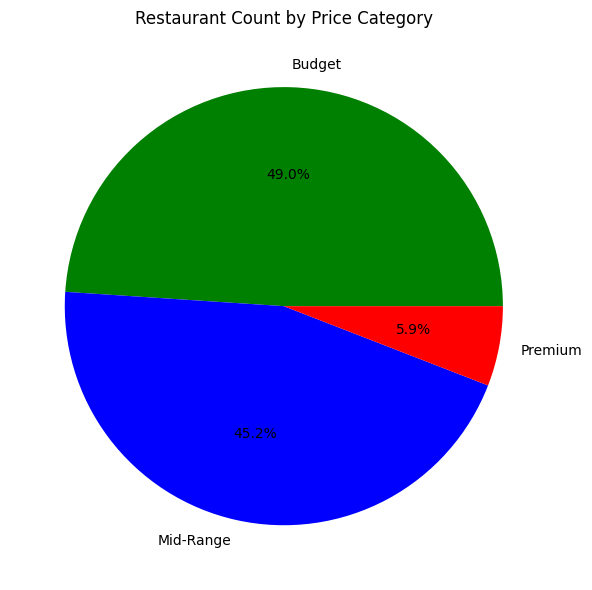 Restaurant Count by Price Category
Budget
49.0%
5.9%
Premium
45.2%
Mid-Range